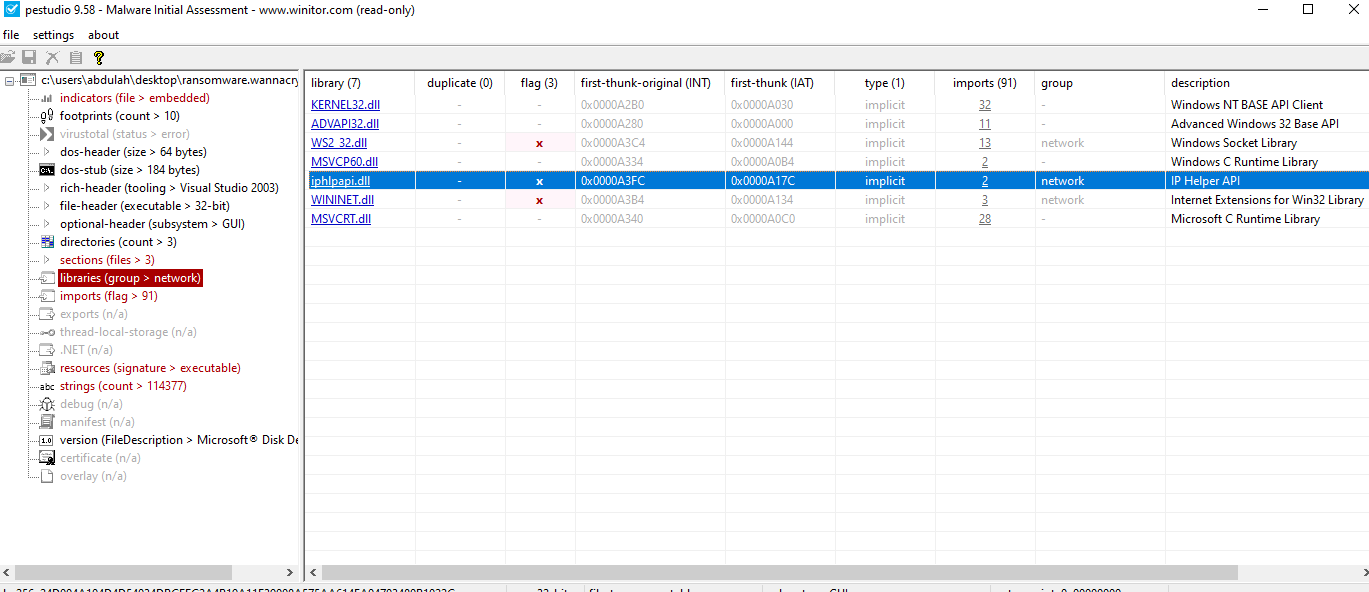 pestudio 9.58 - Malware Initial Assessment - www.winitor.com (read-only)
file settings about
c:\users\abdulah\desktop\ransomware.wannacry
indicators (file > embedded)
footprints (count > 10)
virustotal (status > error)
dos-header (size > 64 bytes)
dos-stub (size > 184 bytes)
rich-header (tooling > Visual Studio 2003)
file-header (executable > 32-bit)
optional-header (subsystem > GUI)
directories (count > 3)
sections (files > 3)
libraries (group > network)
imports (flag > 91)
exports (n/a)
thread-local-storage (n/a)
.NET (n/a)
resources (signature > executable)
abc strings (count > 114377)
debug (n/a)
manifest (n/a)
1.0 version (FileDescription > Microsoft® Disk De
certificate (n/a)
overlay (n/a)
library (7) duplicate (0) flag (3) first-thunk-original (INT) first-thunk (IAT) type (1) imports (91) group description
KERNEL32.dll - - 0x0000A2B0 0x0000A030 implicit 32 - Windows NT BASE API Client
ADVAPI32.dll - - 0x0000A280 0x0000A000 implicit 11 - Advanced Windows 32 Base API
WS2_32.dll - x 0x0000A3C4 0x0000A144 implicit 13 network Windows Socket Library
MSVCP60.dll - - 0x0000A334 0x0000A0B4 implicit 2 - Windows C Runtime Library
iphlpapi.dll - x 0x0000A3FC 0x0000A17C implicit 2 network IP Helper API
WININET.dll - x 0x0000A3B4 0x0000A134 implicit 3 network Internet Extensions for Win32 Library
MSVCRT.dll - - 0x0000A340 0x0000A0C0 implicit 28 - Microsoft C Runtime Library